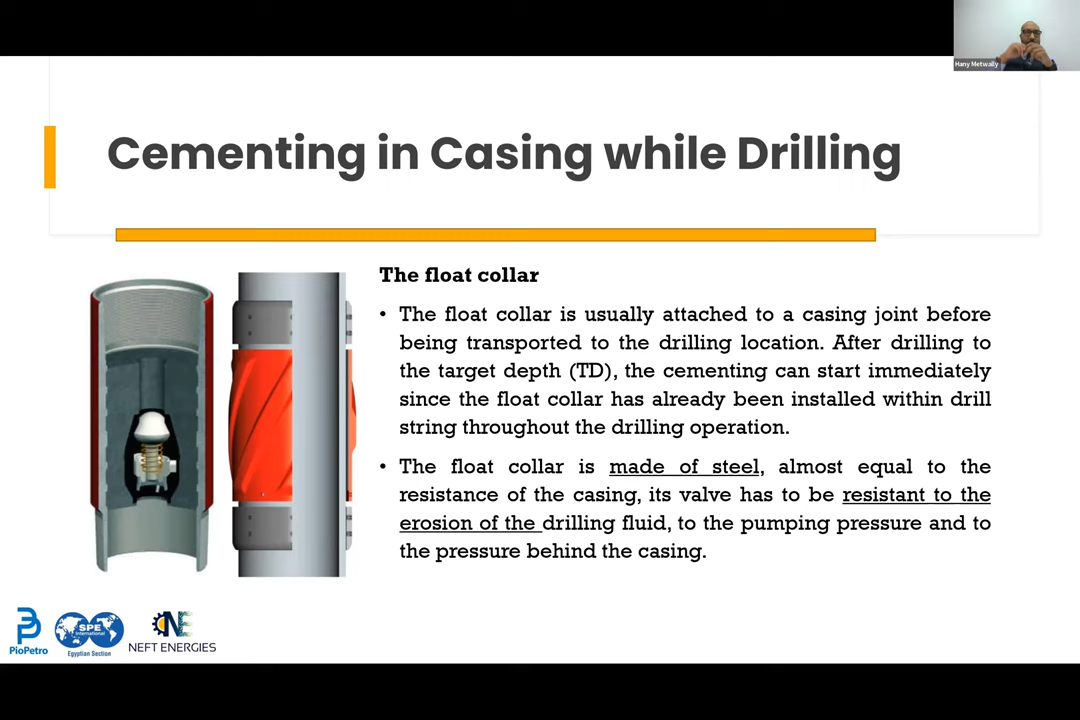 Hany Metwally
Cementing in Casing while Drilling
The float collar
• The float collar is usually attached to a casing joint before
being transported to the drilling location. After drilling to
the target depth (TD), the cementing can start immediately
since the float collar has already been installed within drill
string throughout the drilling operation.
• The float collar is made of steel, almost equal to the
resistance of the casing, its valve has to be resistant to the
erosion of the drilling fluid, to the pumping pressure and to
the pressure behind the casing.
PioPetro
SPE
International
Egyptian Section
NE
NEFT ENERGIES